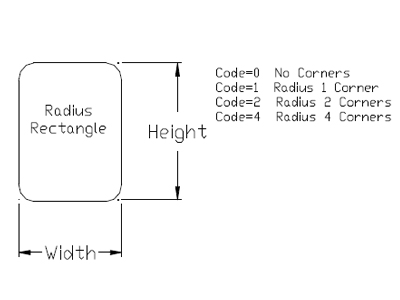 Code=0 No Corners
Code=1 Radius 1 Corner
Code=2 Radius 2 Corners
Code=4 Radius 4 Corners
Radius
Rectangle
Height
Width